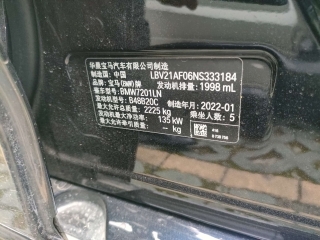 华晨宝马汽车有限公司制造
制造国：中国 LBV21AF06NS333184
品牌：宝马(BMW)牌 发动机排量：1998 mL
整车型号：BMW7201LN
发动机型号：B48B20C 制造年月：2022-01
最大允许总质量：2225 kg 乘坐人数：5
发动机最大净功率：135 kW
最大允许牵引质量：－ kg